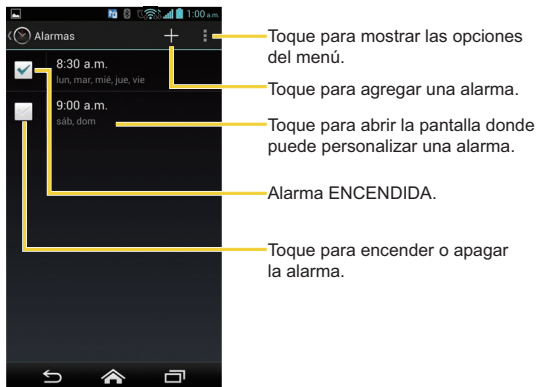 1:00 a.m.
Alarmas
8:30 a.m.
lun, mar, mié, jue, vie
9:00 a.m.
sáb, dom
Toque para mostrar las opciones
del menú.
Toque para agregar una alarma.
Toque para abrir la pantalla donde
puede personalizar una alarma.
Alarma ENCENDIDA.
Toque para encender o apagar
la alarma.